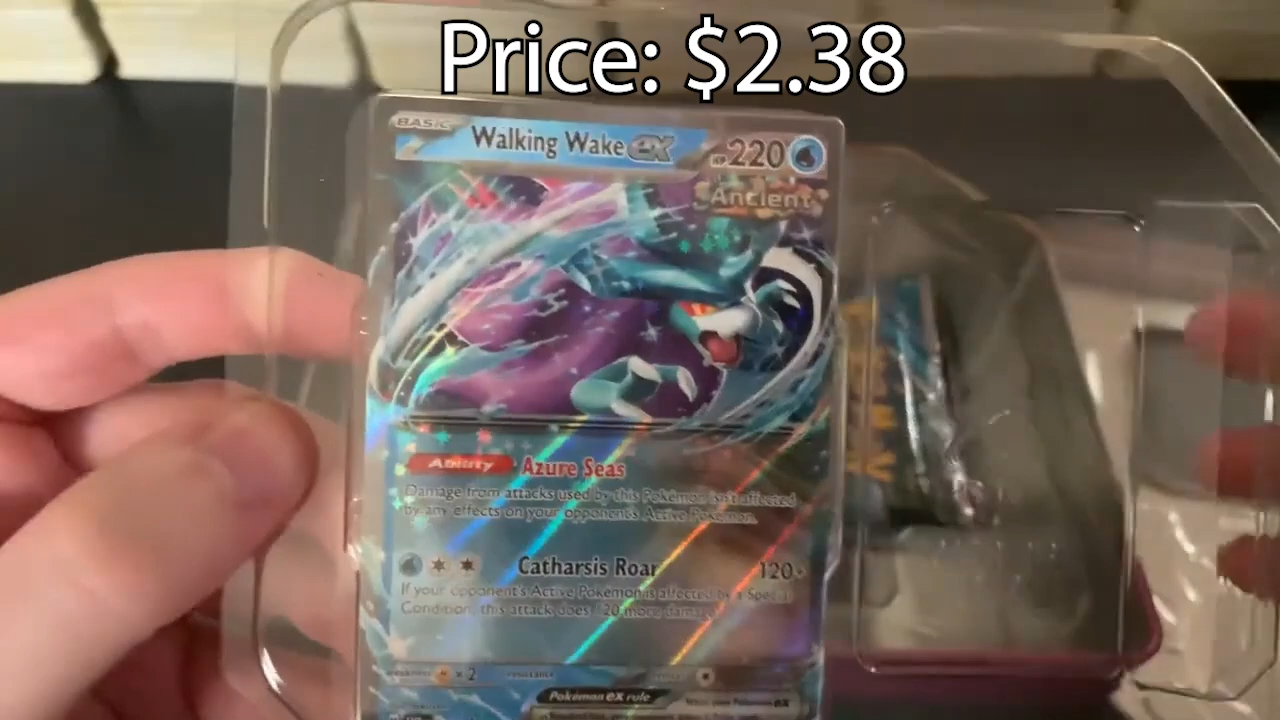 Price: $2.38
BASIC
Walking Wake ex
HP 220
Ancient
Ability Azure Seas
Damage from attacks used by this Pokémon isn't affected
by any effects on your opponent's Active Pokémon.
Catharsis Roar 120+
If your opponent's Active Pokémon is affected by a Special
Condition, this attack does 120 more damage
weakness ×2 resistance
Pokémon ex rule